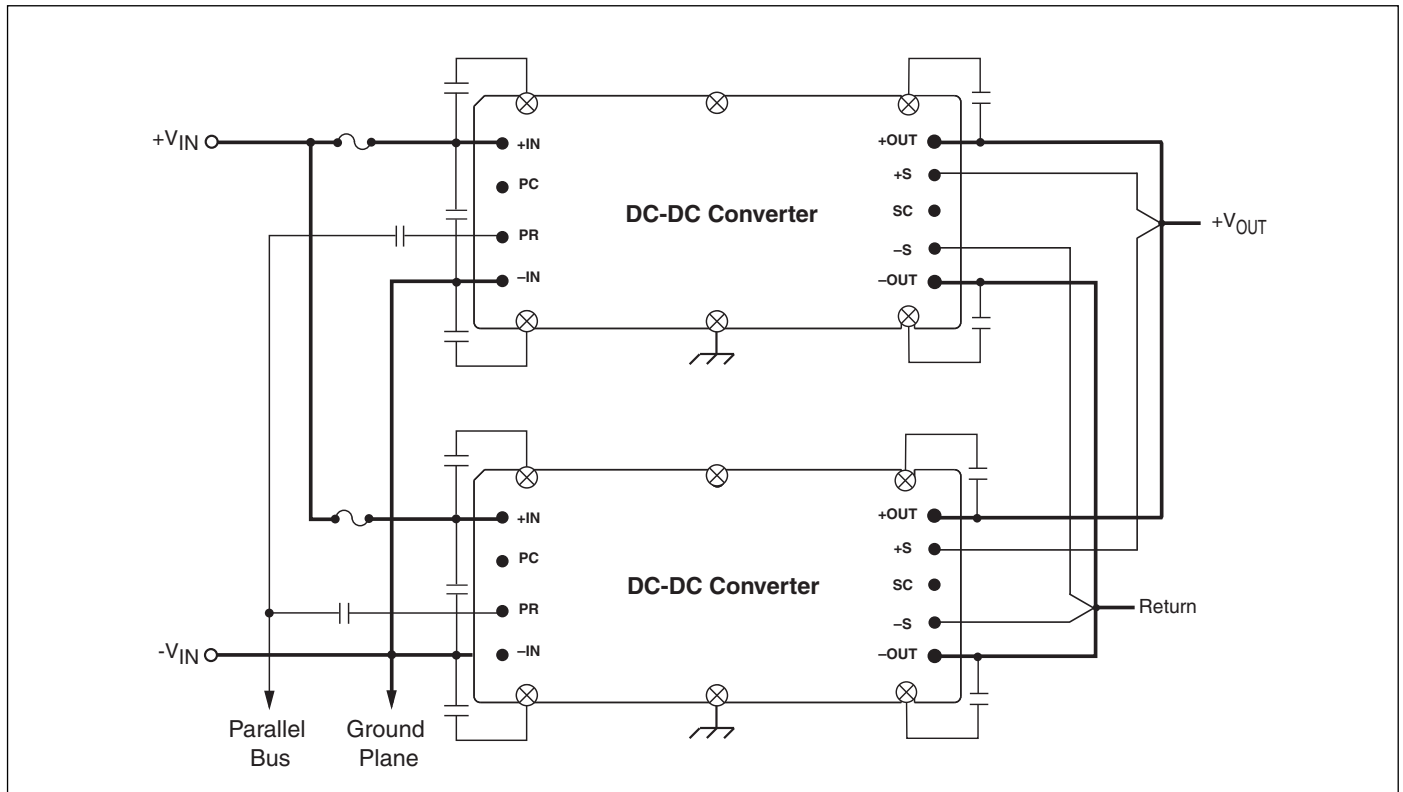 +VIN
+IN
PC
PR
–IN
DC-DC Converter
+OUT
+S
SC
–S
–OUT
+VOUT
+IN
PC
PR
–IN
DC-DC Converter
+OUT
+S
SC
–S
–OUT
Return
-VIN
Parallel
Bus
Ground
Plane